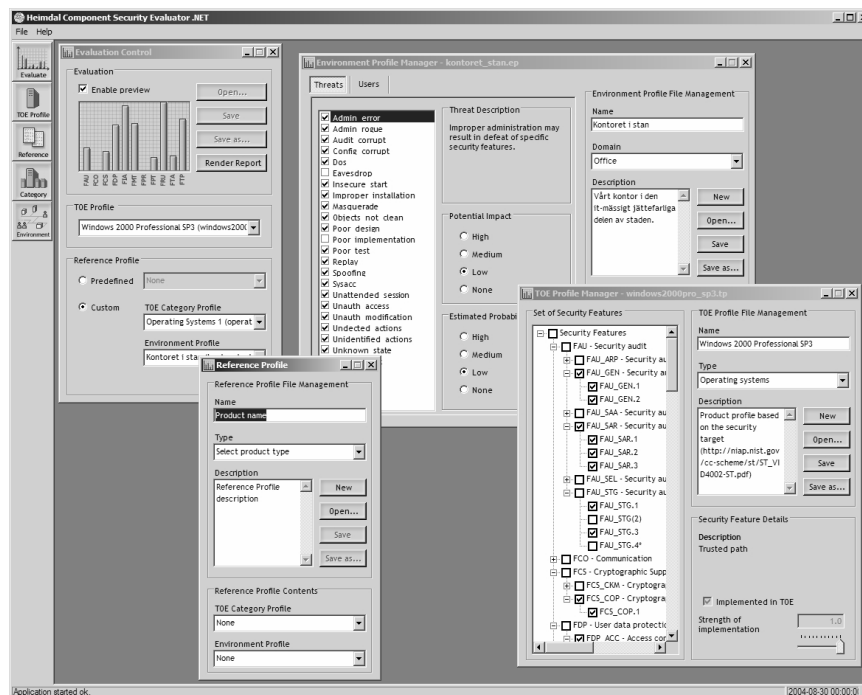 Heimdal Component Security Evaluator .NET
File Help
Evaluate
TOE Profile
Reference
Category
Environment
Evaluation Control
Evaluation
Enable preview
Open...
Save
Save as...
Render Report
FAU FCO FCS FDP FIA FMT FPR FPT FRU FTA FTP
TOE Profile
Windows 2000 Professional SP3 (windows200
Reference Profile
Predefined
None
Custom
TOE Category Profile
Operating Systems 1 (operat
Environment Profile
Kontoret i stan
Environment Profile Manager - kontoret_stan.ep
Threats Users
Admin error
Admin rogue
Audit corrupt
Config corrupt
Dos
Eavesdrop
Insecure start
Improper installation
Masquerade
Objects not clean
Poor design
Poor implementation
Poor test
Replay
Spoofing
Sysacc
Unattended session
Unauth access
Unauth modification
Undected actions
Unidentified actions
Unknown state
Threat Description
Improper administration may
result in defeat of specific
security features.
Potential Impact
High
Medium
Low
None
Estimated Probabi
High
Medium
Low
None
Environment Profile File Management
Name
Kontoret i stan
Domain
Office
Description
Vårt kontor i den
it-mässigt jättefarliga
delen av staden.
New
Open...
Save
Save as...
Reference Profile
Reference Profile File Management
Name
Product name
Type
Select product type
Description
Reference Profile
description
New
Open...
Save
Save as...
Reference Profile Contents
TOE Category Profile
None
Environment Profile
None
TOE Profile Manager - windows2000pro_sp3.tp
Set of Security Features
Security Features
FAU - Security audit
FAU_ARP - Security au
FAU_GEN - Security au
FAU_GEN.1
FAU_GEN.2
FAU_SAA - Security au
FAU_SAR - Security au
FAU_SAR.1
FAU_SAR.2
FAU_SAR.3
FAU_SEL - Security au
FAU_STG - Security au
FAU_STG.1
FAU_STG(2)
FAU_STG.3
FAU_STG.4*
FCO - Communication
FCS - Cryptographic Supp
FCS_CKM - Cryptogra
FCS_COP - Cryptogra
FCS_COP.1
FDP - User data protectio
FDP_ACC - Access con
TOE Profile File Management
Name
Windows 2000 Professional SP3
Type
Operating systems
Description
Product profile based
on the security
target
(http://niap.nist.gov
/cc-scheme/st/ST_VI
D4002-ST.pdf)
New
Open...
Save
Save as...
Security Feature Details
Description
Trusted path
Implemented in TOE
Strength of
implementation
1.0
Application started ok.
2004-08-30 00:00:0